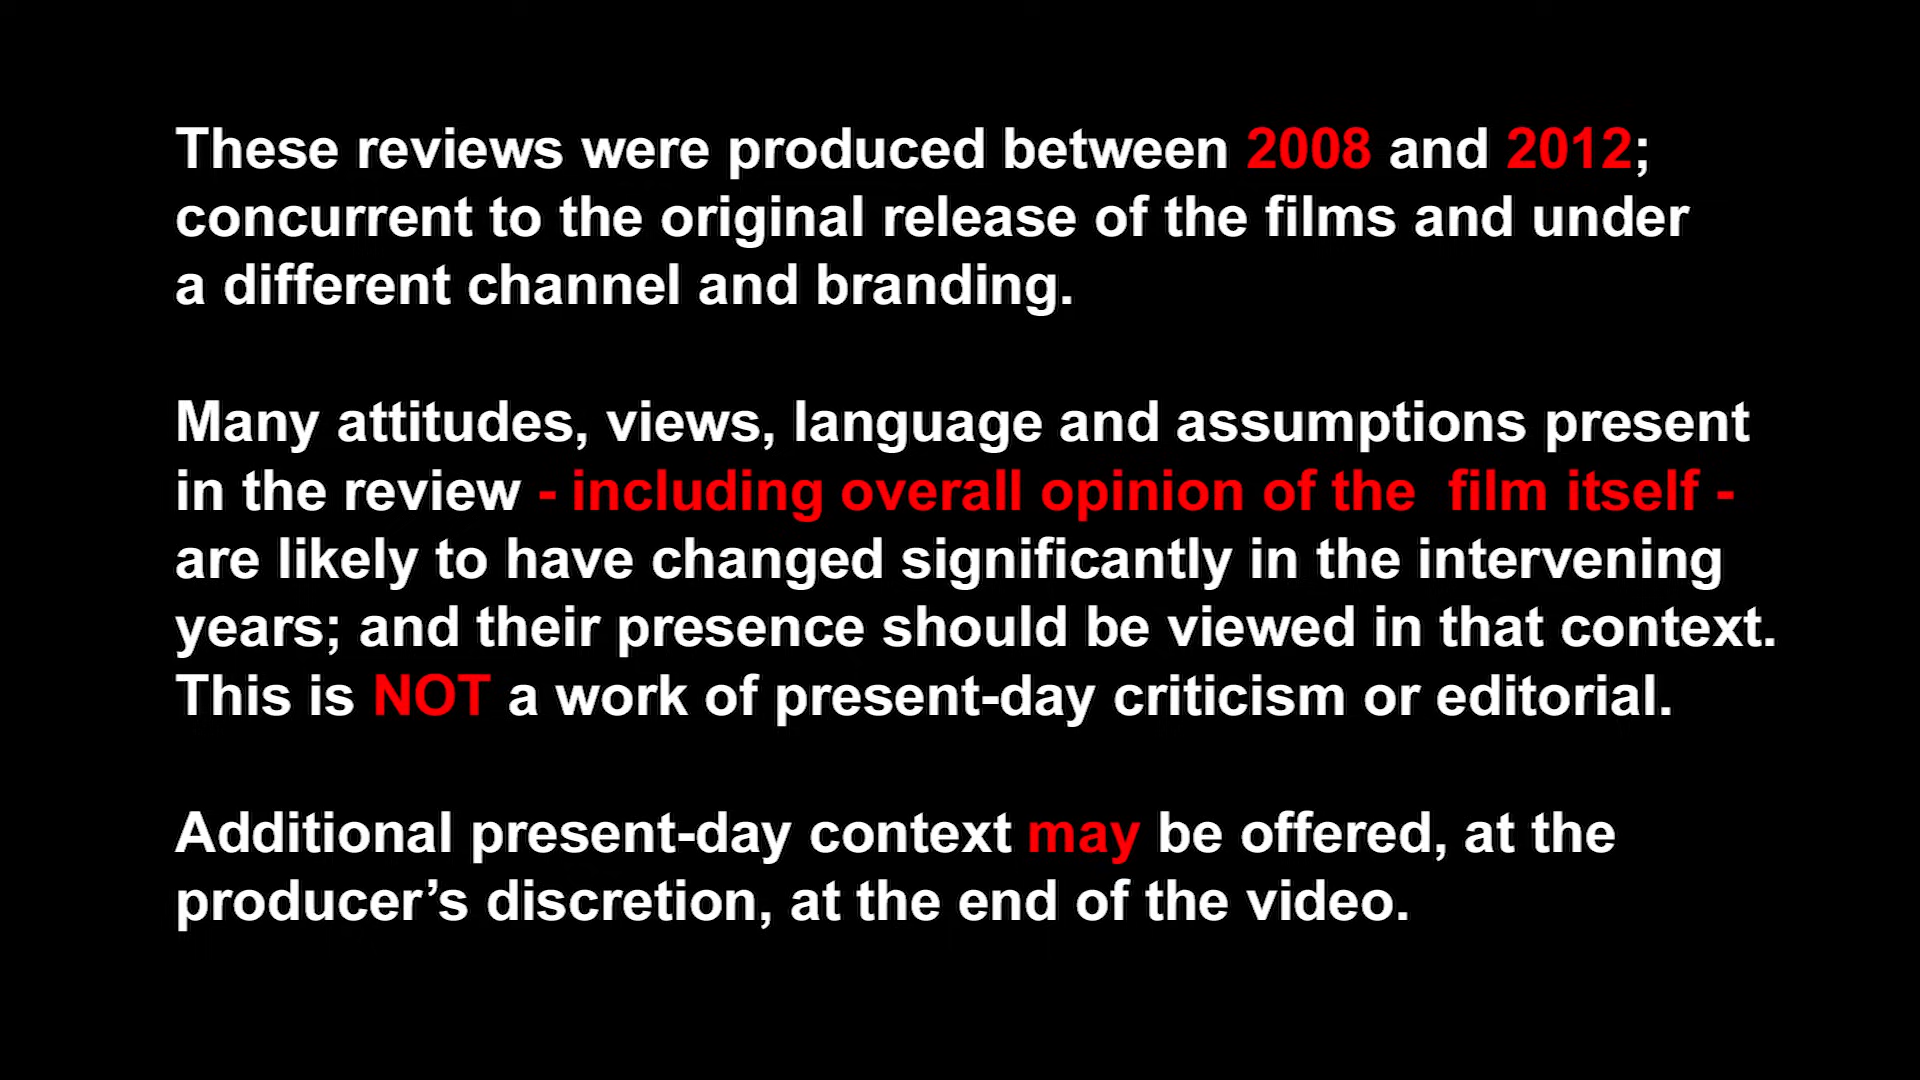 These reviews were produced between 2008 and 2012;
concurrent to the original release of the films and under
a different channel and branding.
Many attitudes, views, language and assumptions present
in the review - including overall opinion of the  film itself -
are likely to have changed significantly in the intervening
years; and their presence should be viewed in that context.
This is NOT a work of present-day criticism or editorial.
Additional present-day context may be offered, at the
producer’s discretion, at the end of the video.